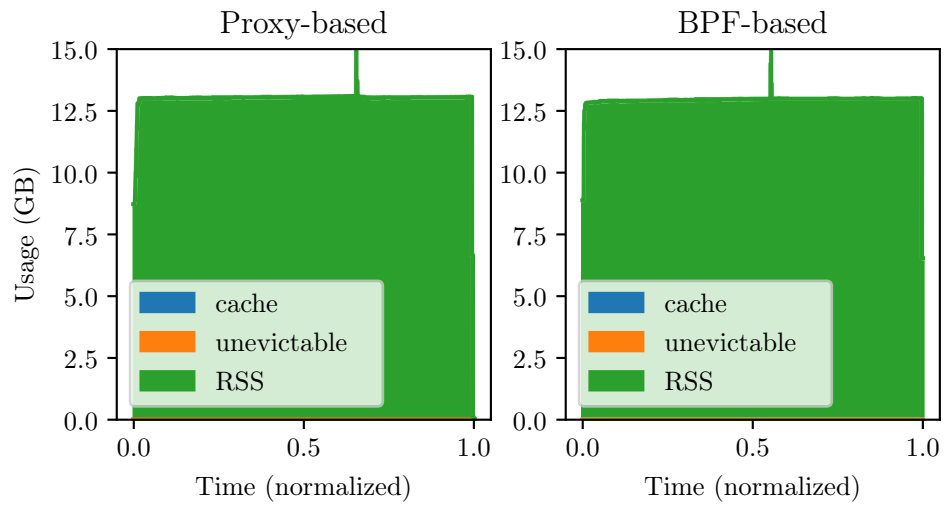 Proxy-based
BPF-based
Usage (GB)
15.0
12.5
10.0
7.5
5.0
2.5
0.0
cache
unevictable
RSS
0.0
0.5
1.0
Time (normalized)
15.0
12.5
10.0
7.5
5.0
2.5
0.0
cache
unevictable
RSS
0.0
0.5
1.0
Time (normalized)